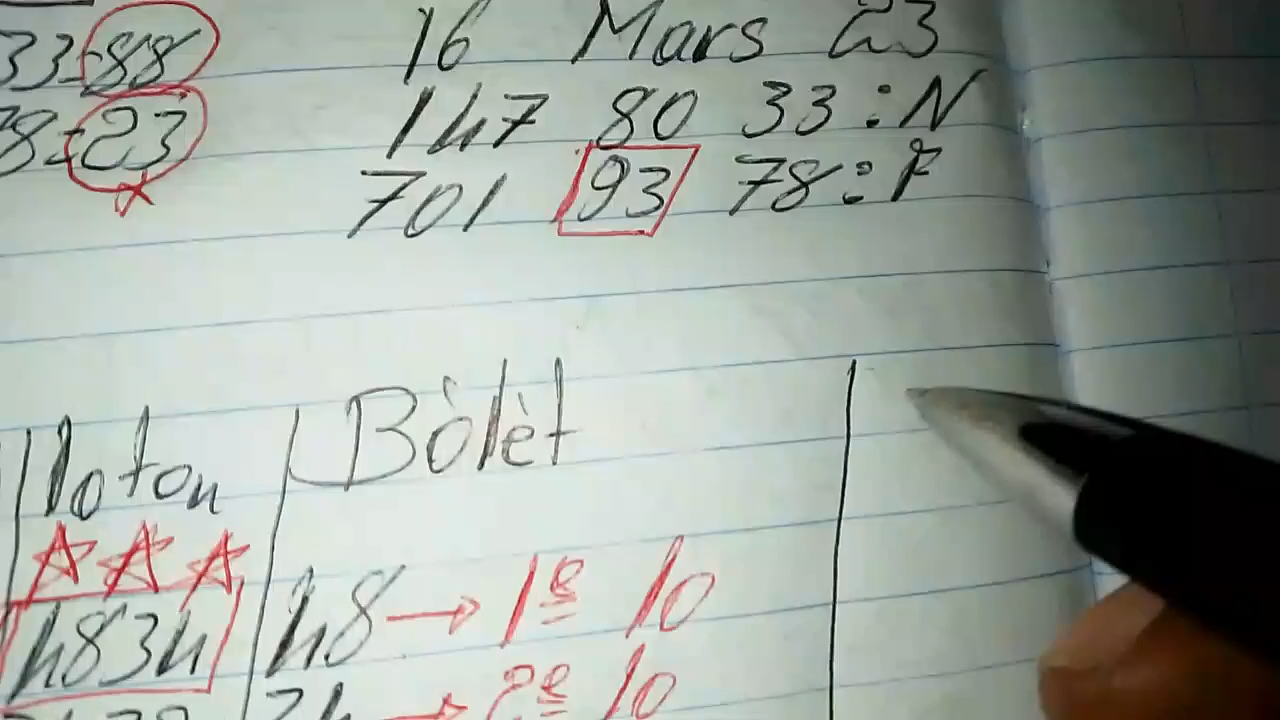 33=88
16 Mars 23
78=23
147 80 33 : N
701 93 78 : F
loton
Bòlèt
4834
48 → 1e 10
34 → 2e 10